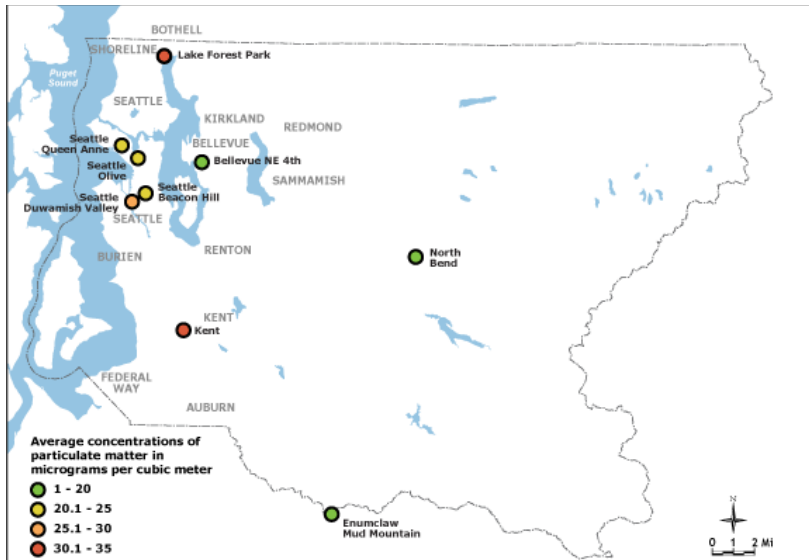 BOTHELL
SHORELINE
Lake Forest Park
Puget
Sound
SEATTLE
KIRKLAND
REDMOND
Seattle
Queen Anne
BELLEVUE
Seattle
Olive
Bellevue NE 4th
SAMMAMISH
Seattle
Beacon Hill
Seattle
Duwamish Valley
SEATTLE
BURIEN
RENTON
North
Bend
KENT
Kent
FEDERAL
WAY
AUBURN
Average concentrations of
particulate matter in
micrograms per cubic meter
1 - 20
20.1 - 25
25.1 - 30
30.1 - 35
Enumclaw
Mud Mountain
N
0 1 2 Mi